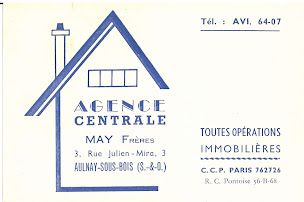 Tél. : AVI. 64-07
AGENCE
CENTRALE
MAY Frères
3, Rue Julien-Mira, 3
AULNAY-SOUS-BOIS (S.-&-O.)
TOUTES OPÉRATIONS
IMMOBILIÈRES
C. C. P. PARIS 762726
R. C. Pontoise 56-B-68